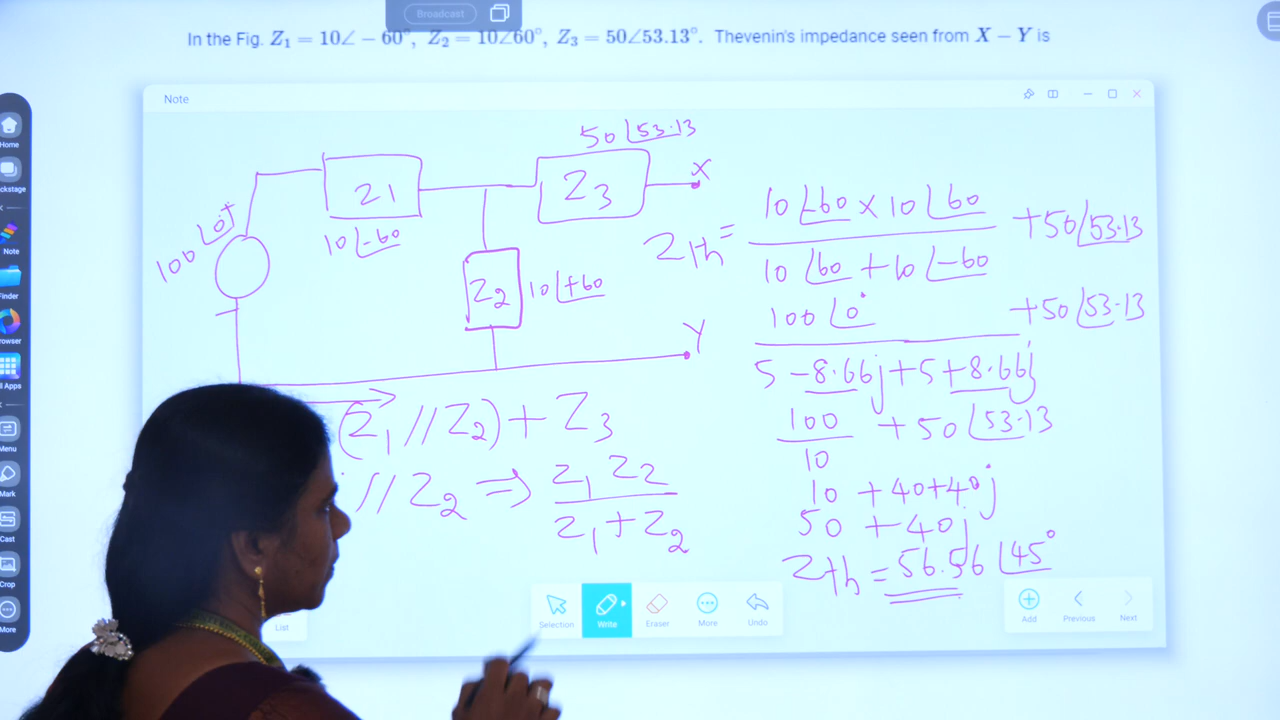 Broadcast
In the Fig. Z₁ = 10∠ − 60°, Z₂ = 10∠60°, Z₃ = 50∠53.13°. Thevenin's impedance seen from X − Y is
Note
Home
ckstage
Note
Finder
rowser
ll Apps
Menu
Mark
Cast
Crop
More
100∠0°
Z1
10∠-60
50∠53.13
Z3
X
Z2
10∠+60
Y
(Z₁ // Z₂) + Z₃
// Z₂ ⇒ Z₁ Z₂
Z₁ + Z₂
Zth = 10∠-60 × 10∠60 + 50∠53.13
10∠60 + 10∠-60
100∠0° + 50∠53.13
5 - 8.66j + 5 + 8.66j
100 + 50∠53.13
10
10 + 40 + 40j
50 + 40j
Zth = 56.56∠45°
List
Selection
Write
Eraser
More
Undo
Add
Previous
Next